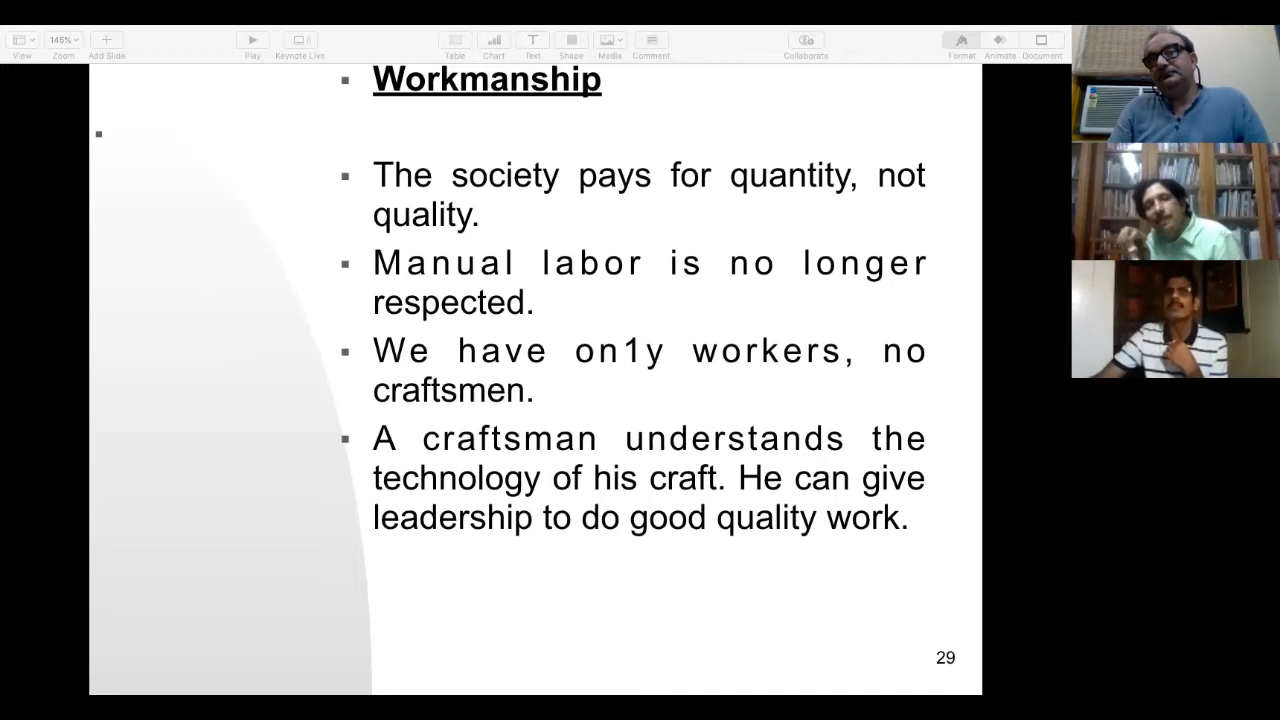 145%
View
Zoom
Add Slide
Play
Keynote Live
Table
Chart
Text
Shape
Media
Comment
Collaborate
Format
Animate
Document
Workmanship
The society pays for quantity, not
quality.
Manual labor is no longer
respected.
We have on1y workers, no
craftsmen.
A craftsman understands the
technology of his craft. He can give
leadership to do good quality work.
29